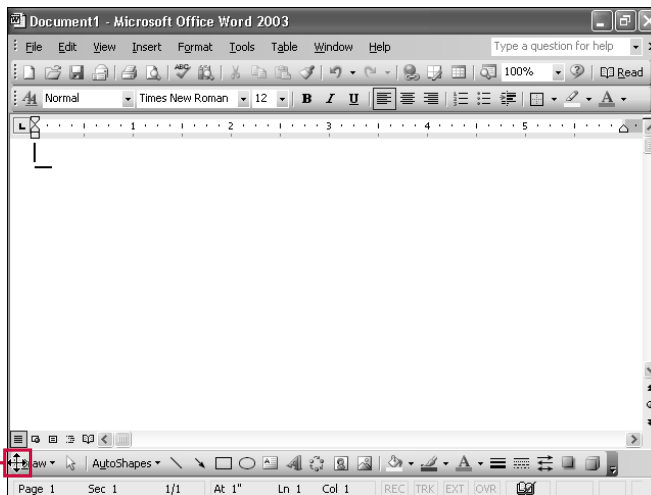 Document1 - Microsoft Office Word 2003
File Edit View Insert Format Tools Table Window Help Type a question for help
100% Read
Normal Times New Roman 12 B I U A
1 2 3 4 5
AutoShapes A
Page 1 Sec 1 1/1 At 1" Ln 1 Col 1 REC TRK EXT OVR